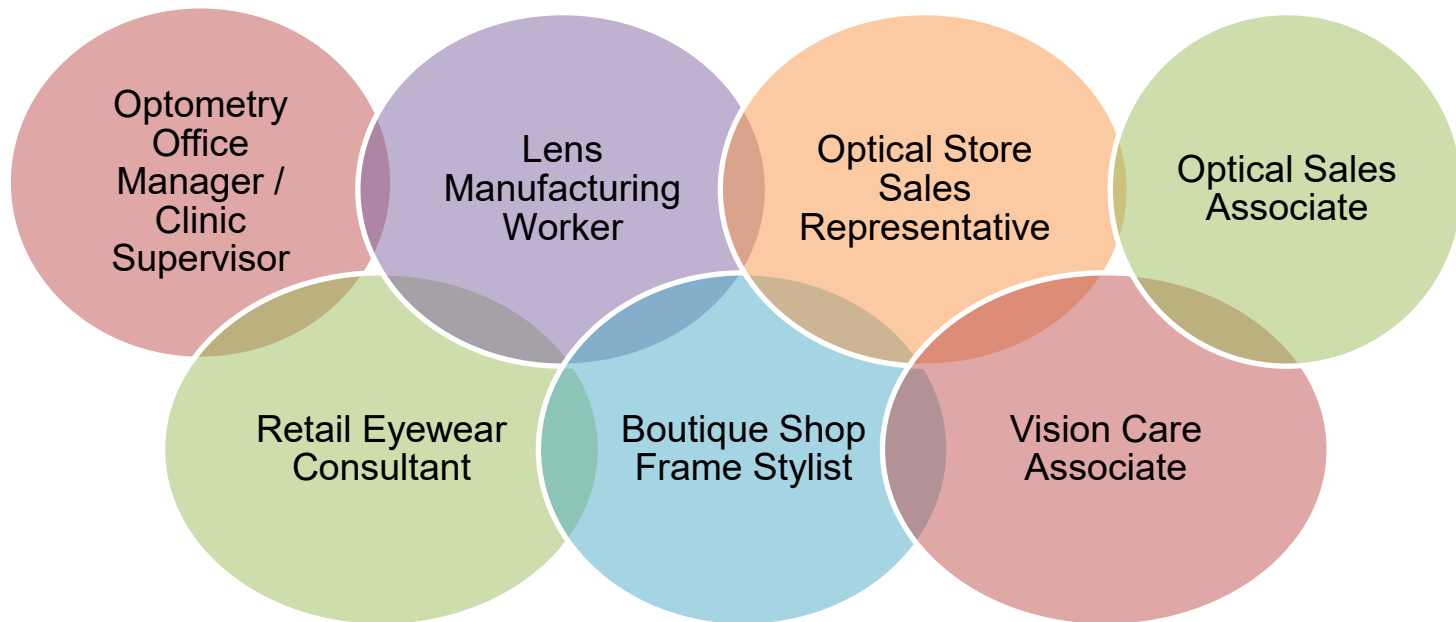 Optometry
Office
Manager /
Clinic
Supervisor
Lens
Manufacturing
Worker
Optical Store
Sales
Representative
Optical Sales
Associate
Retail Eyewear
Consultant
Boutique Shop
Frame Stylist
Vision Care
Associate